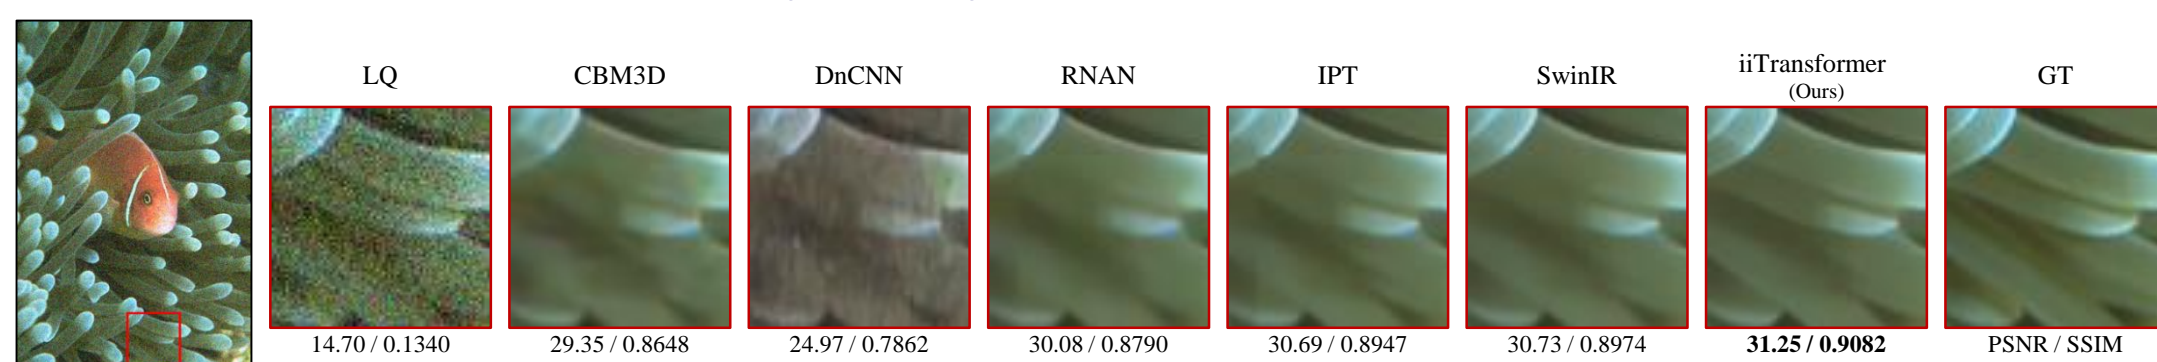 LQ
CBM3D
DnCNN
RNAN
IPT
SwinIR
iiTransformer
(Ours)
GT
14.70 / 0.1340
29.35 / 0.8648
24.97 / 0.7862
30.08 / 0.8790
30.69 / 0.8947
30.73 / 0.8974
31.25 / 0.9082
PSNR / SSIM